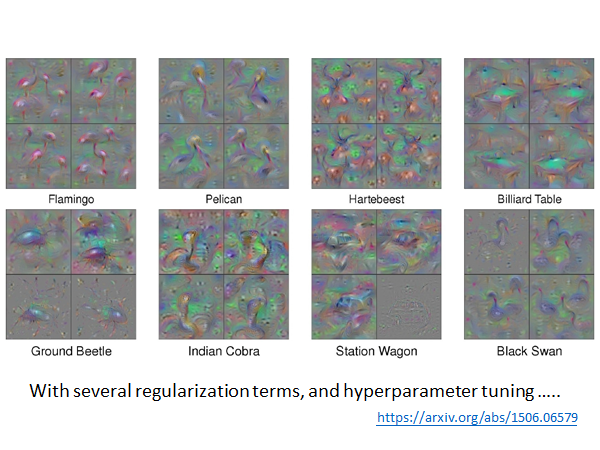 Flamingo
Pelican
Hartebeest
Billiard Table
Ground Beetle
Indian Cobra
Station Wagon
Black Swan
With several regularization terms, and hyperparameter tuning …..
https://arxiv.org/abs/1506.06579